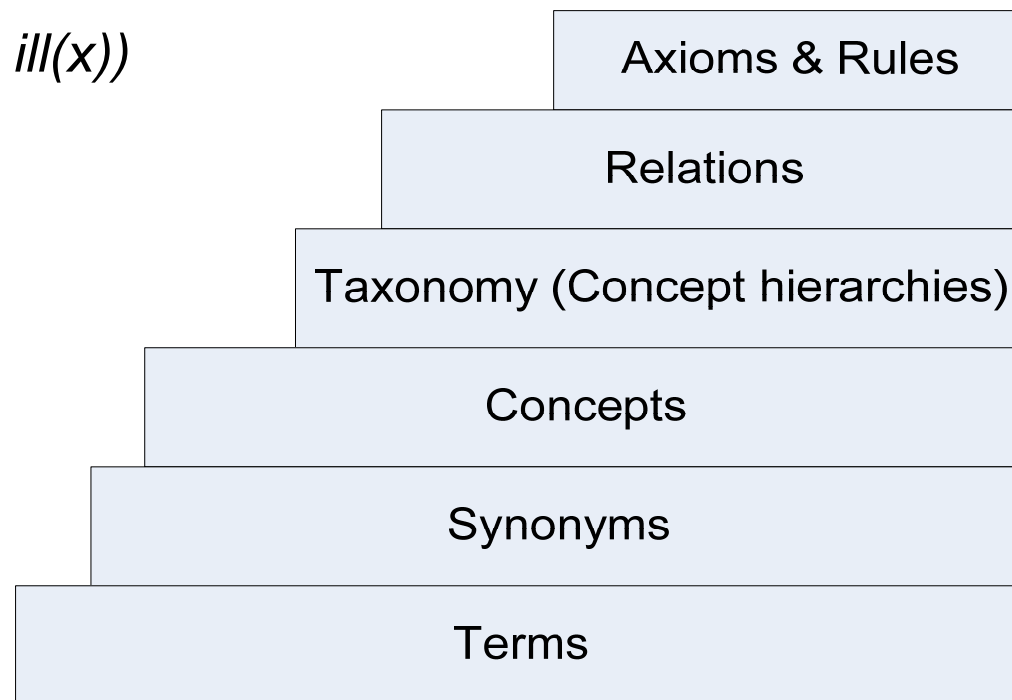 ill(x))
Axioms & Rules
Relations
Taxonomy (Concept hierarchies)
Concepts
Synonyms
Terms